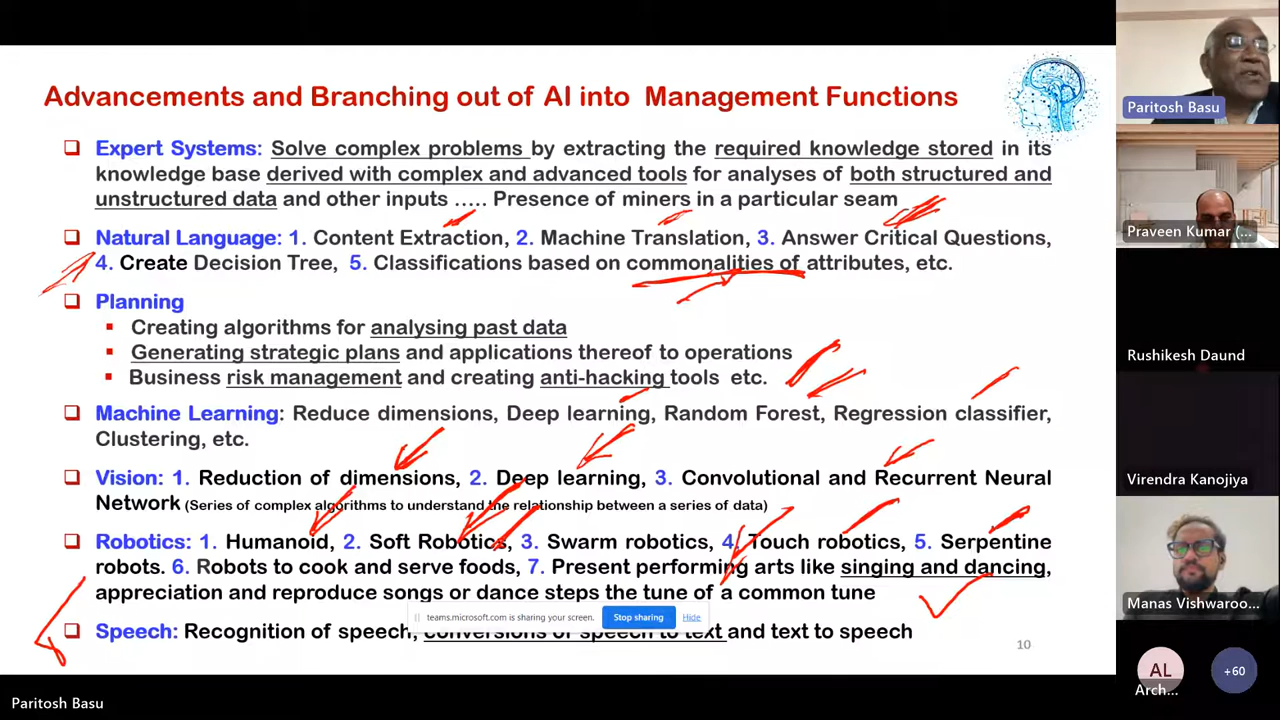 Advancements and Branching out of AI into Management Functions
Expert Systems: Solve complex problems by extracting the required knowledge stored in its
knowledge base derived with complex and advanced tools for analyses of both structured and
unstructured data and other inputs ….. Presence of miners in a particular seam
Natural Language: 1. Content Extraction, 2. Machine Translation, 3. Answer Critical Questions,
4. Create Decision Tree, 5. Classifications based on commonalities of attributes, etc.
Planning
Creating algorithms for analysing past data
Generating strategic plans and applications thereof to operations
Business risk management and creating anti-hacking tools etc.
Machine Learning: Reduce dimensions, Deep learning, Random Forest, Regression classifier,
Clustering, etc.
Vision: 1. Reduction of dimensions, 2. Deep learning, 3. Convolutional and Recurrent Neural
Network (Series of complex algorithms to understand the relationship between a series of data)
Robotics: 1. Humanoid, 2. Soft Robotics, 3. Swarm robotics, 4. Touch robotics, 5. Serpentine
robots. 6. Robots to cook and serve foods, 7. Present performing arts like singing and dancing,
appreciation and reproduce songs or dance steps the tune of a common tune
teams.microsoft.com is sharing your screen. Stop sharing Hide
Speech: Recognition of speech, conversions of speech to text and text to speech
10
Paritosh Basu
Paritosh Basu
Praveen Kumar (...
Rushikesh Daund
Virendra Kanojiya
Manas Vishwaroo...
AL
Arch...
+60